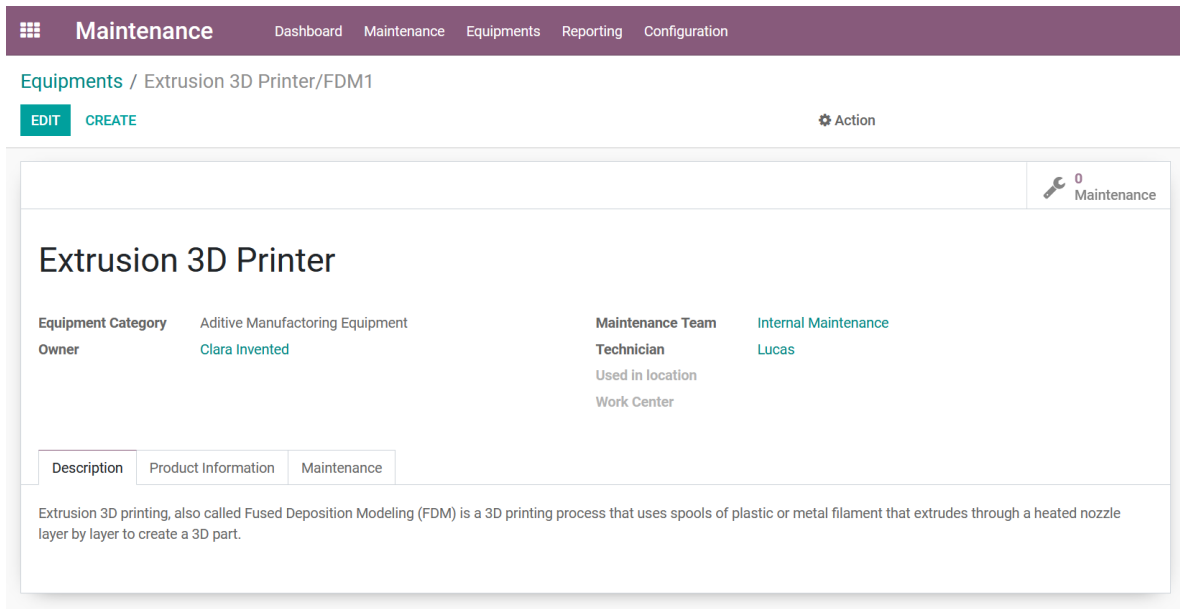 Maintenance Dashboard Maintenance Equipments Reporting Configuration
Equipments / Extrusion 3D Printer/FDM1
EDIT CREATE Action
0
Maintenance
Extrusion 3D Printer
Equipment Category Aditive Manufactoring Equipment Maintenance Team Internal Maintenance
Owner Clara Invented Technician Lucas
Used in location
Work Center
Description Product Information Maintenance
Extrusion 3D printing, also called Fused Deposition Modeling (FDM) is a 3D printing process that uses spools of plastic or metal filament that extrudes through a heated nozzle
layer by layer to create a 3D part.